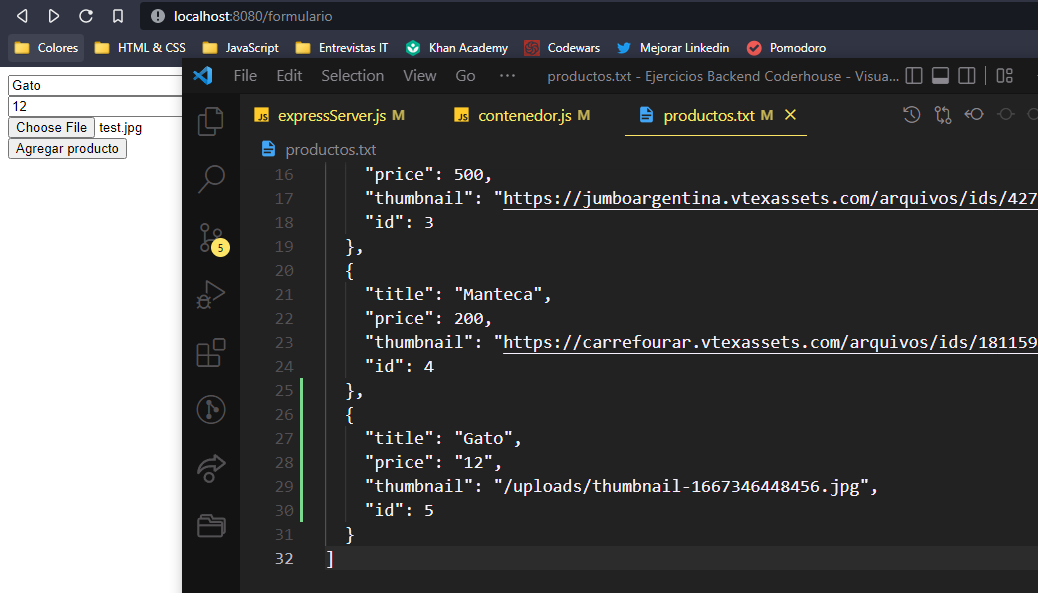 localhost:8080/formulario
Colores HTML & CSS JavaScript Entrevistas IT Khan Academy Codewars Mejorar Linkedin Pomodoro
Gato
12
Choose File test.jpg
Agregar producto
File Edit Selection View Go ··· productos.txt - Ejercicios Backend Coderhouse - Visua...
JS expressServer.js M JS contenedor.js M productos.txt M
productos.txt
16 "price": 500,
17 "thumbnail": "https://jumboargentina.vtexassets.com/arquivos/ids/427
18 "id": 3
19 },
20 {
21 "title": "Manteca",
22 "price": 200,
23 "thumbnail": "https://carrefourar.vtexassets.com/arquivos/ids/181159
24 "id": 4
25 },
26 {
27 "title": "Gato",
28 "price": "12",
29 "thumbnail": "/uploads/thumbnail-1667346448456.jpg",
30 "id": 5
31 }
32 ]
5